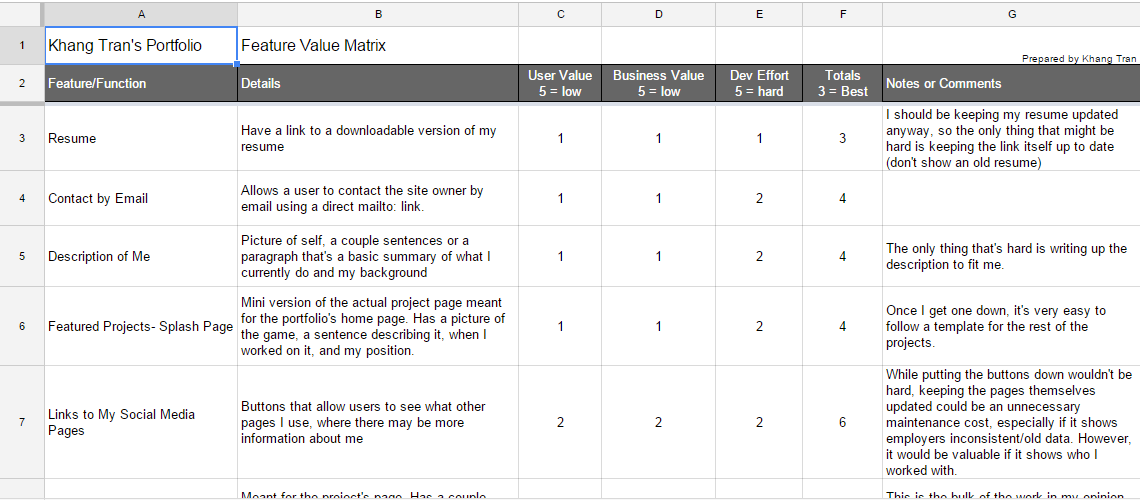 A B C D E F G
1 Khang Tran's Portfolio Feature Value Matrix Prepared by Khang Tran
2 Feature/Function Details User Value Business Value Dev Effort Totals Notes or Comments
5 = low 5 = low 5 = hard 3 = Best
3 Resume
Have a link to a downloadable version of my
resume
1 1 1 3
I should be keeping my resume updated
anyway, so the only thing that might be
hard is keeping the link itself up to date
(don't show an old resume)
4 Contact by Email
Allows a user to contact the site owner by
email using a direct mailto: link.
1 1 2 4
5 Description of Me
Picture of self, a couple sentences or a
paragraph that's a basic summary of what I
currently do and my background
1 1 2 4
The only thing that's hard is writing up the
description to fit me.
6 Featured Projects- Splash Page
Mini version of the actual project page meant
for the portfolio's home page. Has a picture of
the game, a sentence describing it, when I
worked on it, and my position.
1 1 2 4
Once I get one down, it's very easy to
follow a template for the rest of the
projects.
7 Links to My Social Media
Pages
Buttons that allow users to see what other
pages I use, where there may be more
information about me
2 2 2 6
While putting the buttons down wouldn't be
hard, keeping the pages themselves
updated could be an unnecessary
maintenance cost, especially if it shows
employers inconsistent/old data. However,
it would be valuable if it shows who I
worked with.
Meant for the project's page. Has a couple
This is the bulk of the work in my opinion